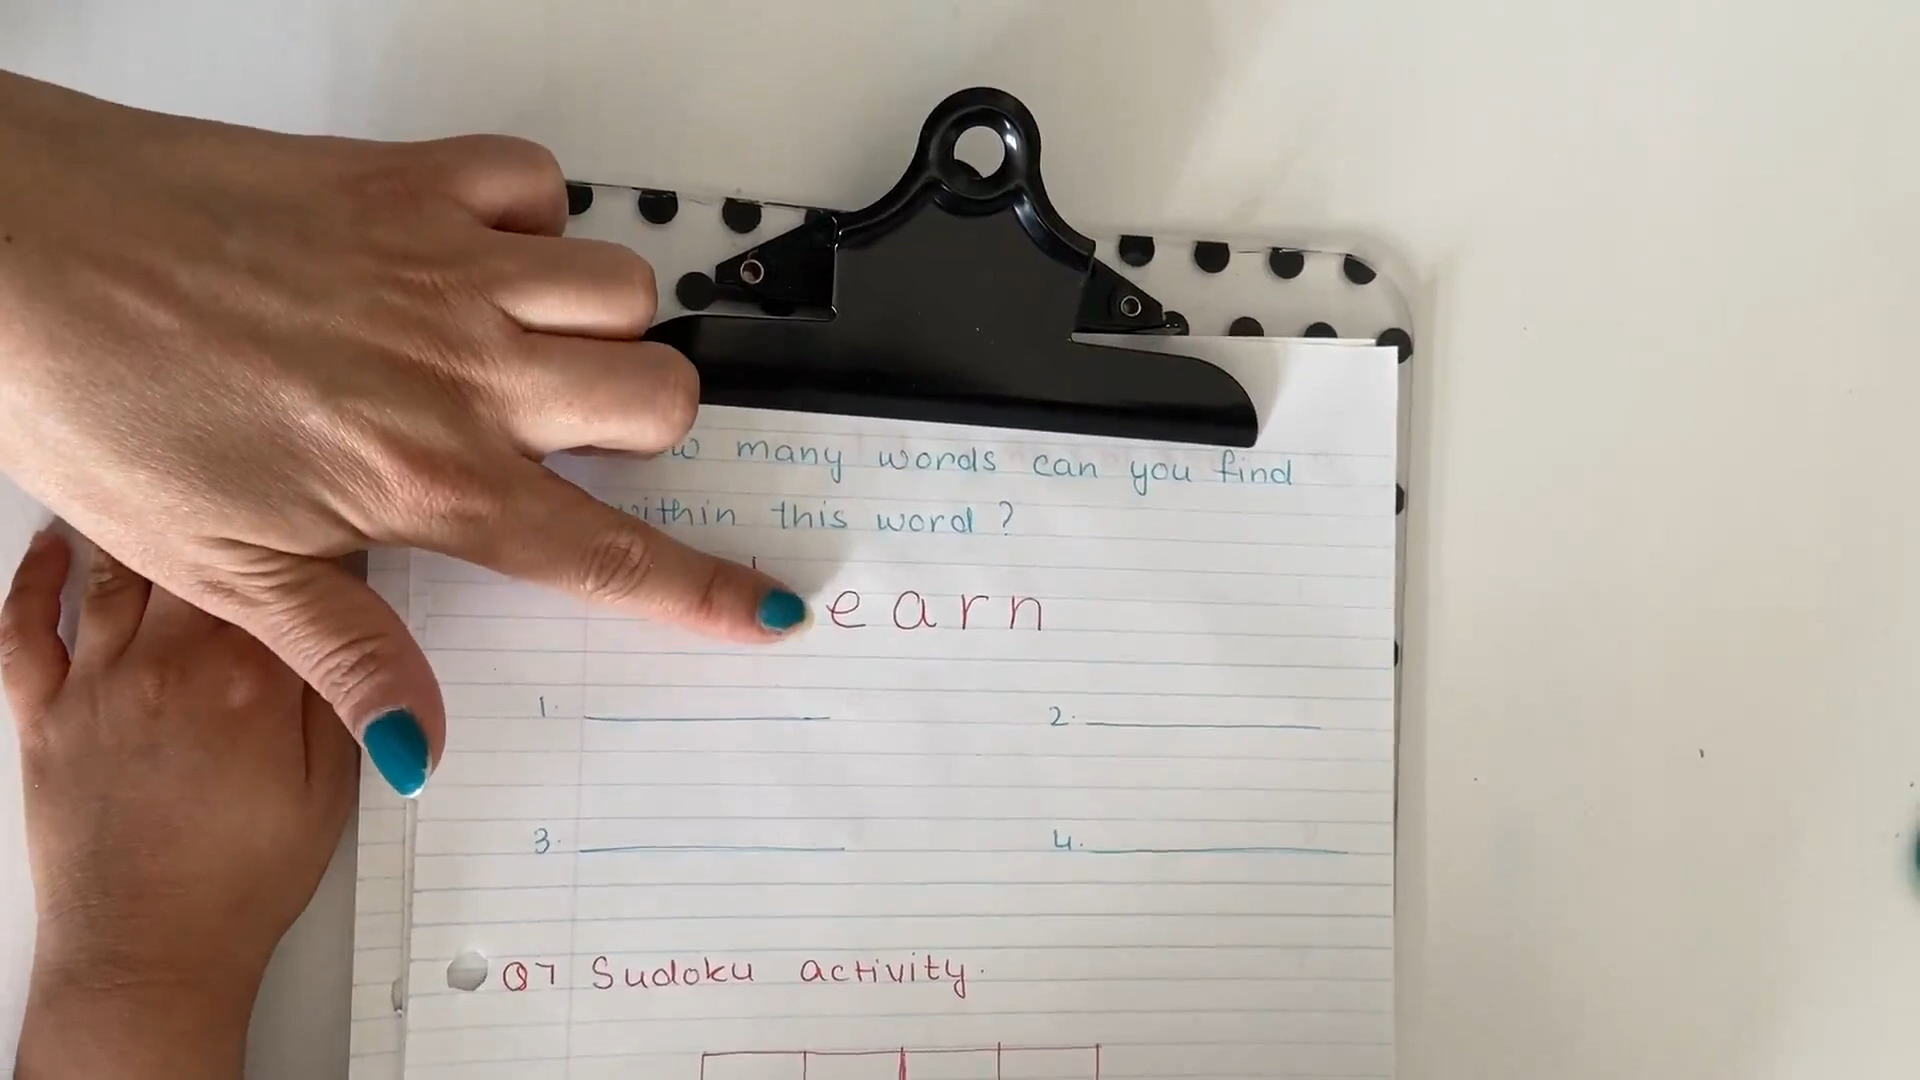 many words can you find
within this word ?
earn
1.
2.
3.
4.
Q7 Sudoku activity.